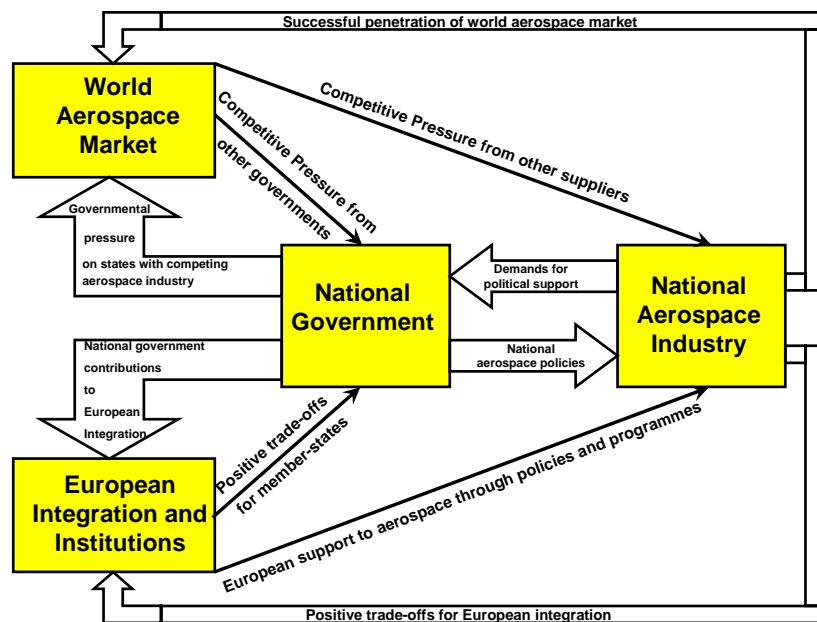 Successful penetration of world aerospace market
World
Aerospace
Market
Competitive Pressure from
other governments
Competitive Pressure from other suppliers
Governmental
pressure
on states with competing
aerospace industry
National
Government
Demands for
political support
National
Aerospace
Industry
National
aerospace policies
National government
contributions
to
European
Integration
European
Integration and
Institutions
Positive trade-offs
for member-states
European support to aerospace through policies and programmes
Positive trade-offs for European integration